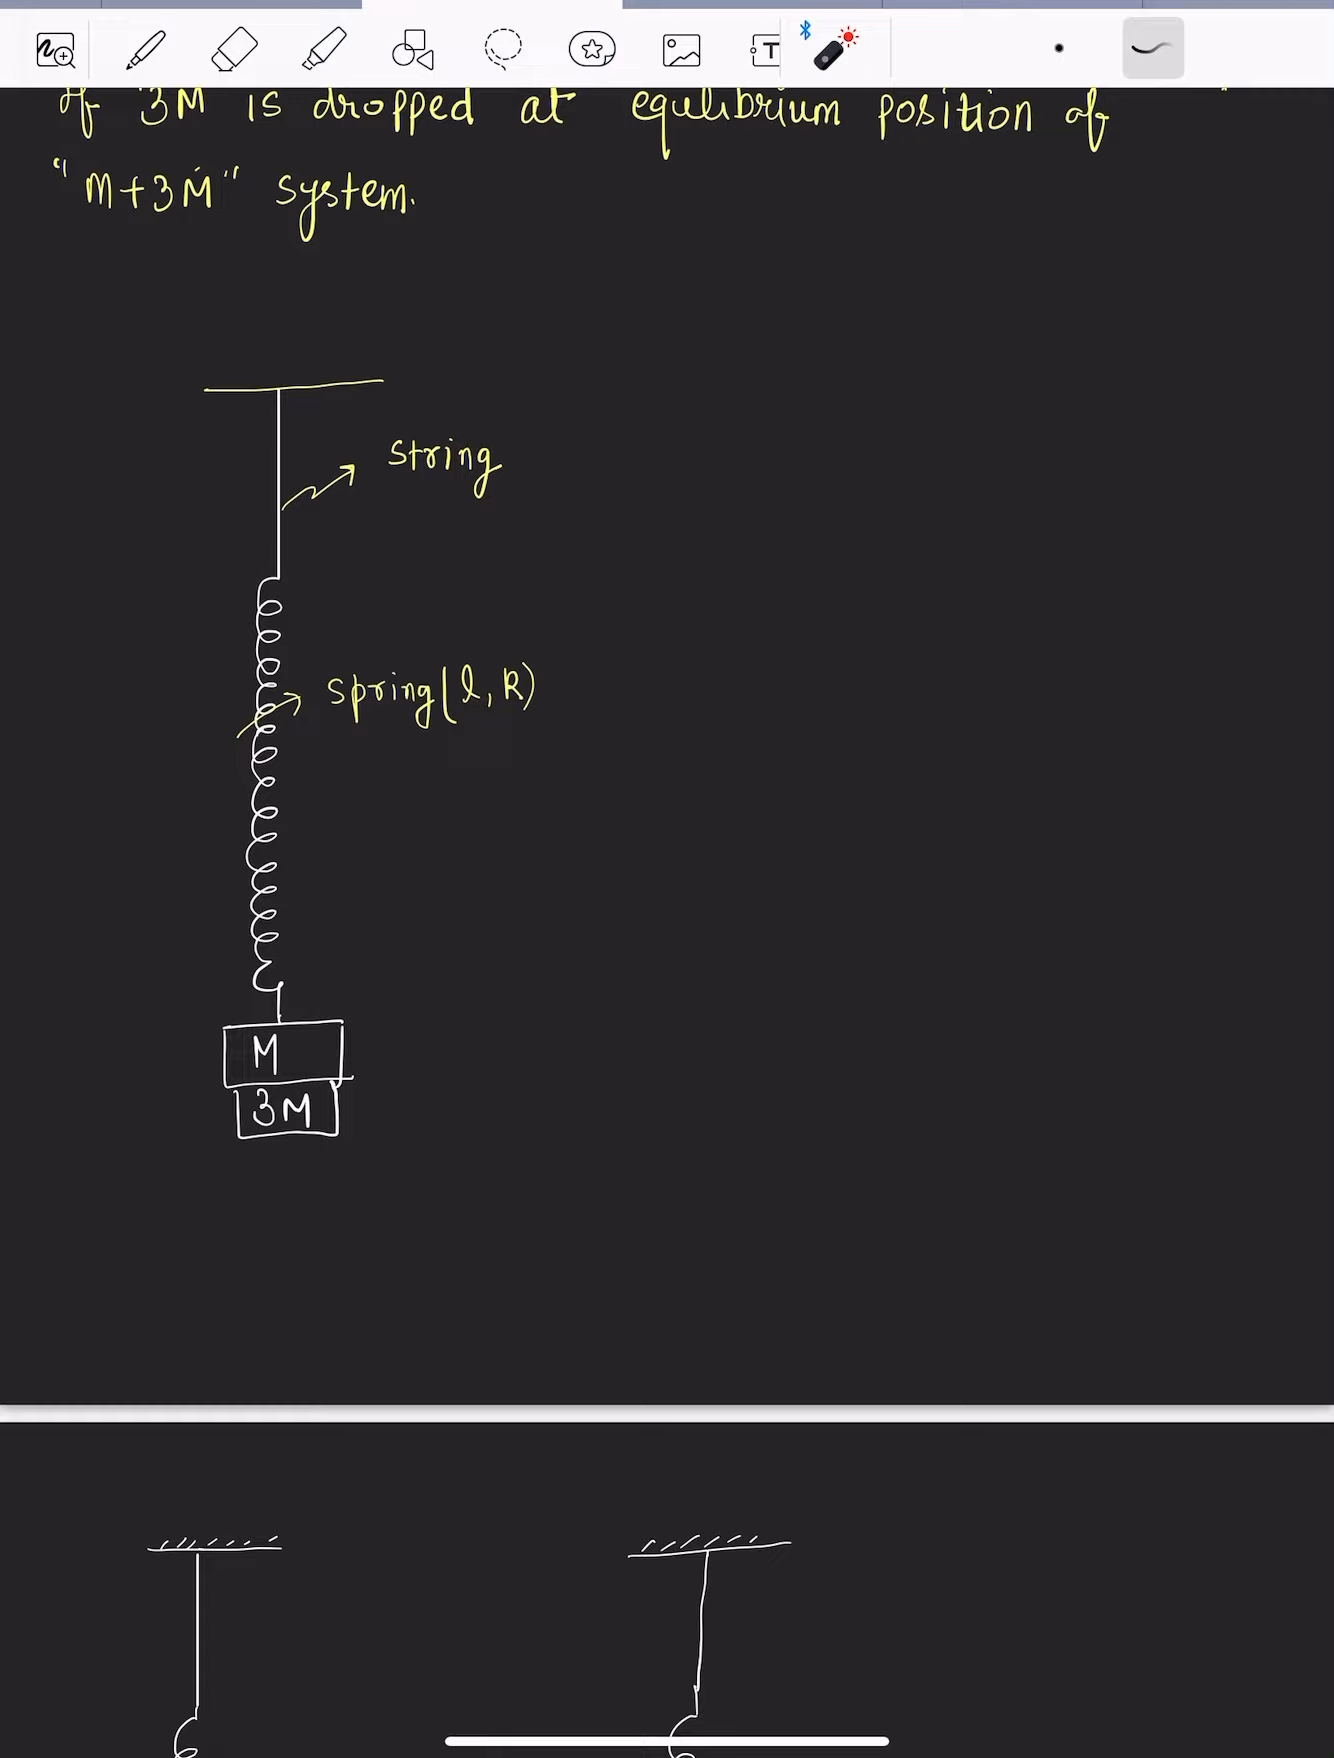 of 3M is dropped at equlibrium position of
"m+3M" system.
string
spring(l, k)
M
3M